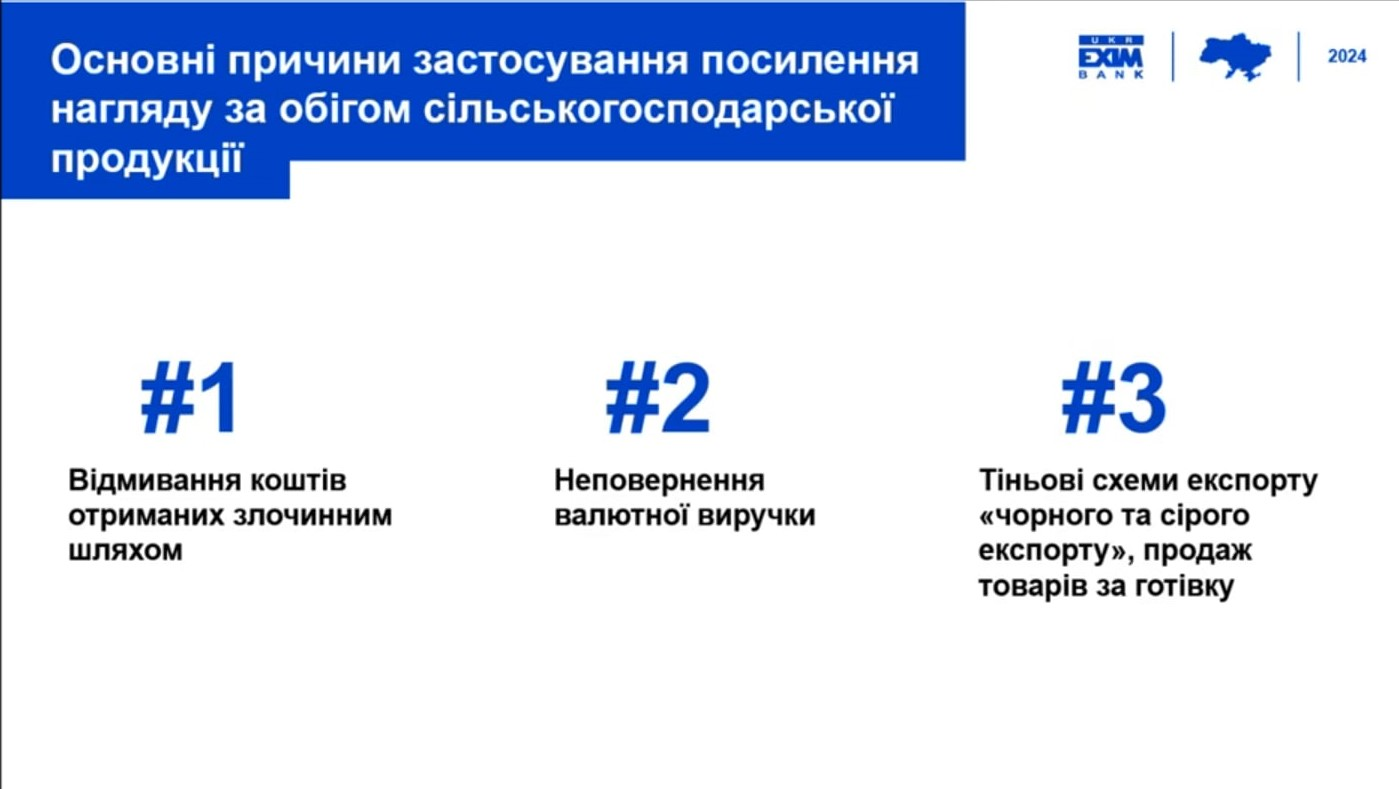 Основні причини застосування посилення
нагляду за обігом сільськогосподарської
продукції
UKR
EXIM
BANK
2024
#1
Відмивання коштів
отриманих злочинним
шляхом
#2
Неповернення
валютної виручки
#3
Тіньові схеми експорту
«чорного та сірого
експорту», продаж
товарів за готівку